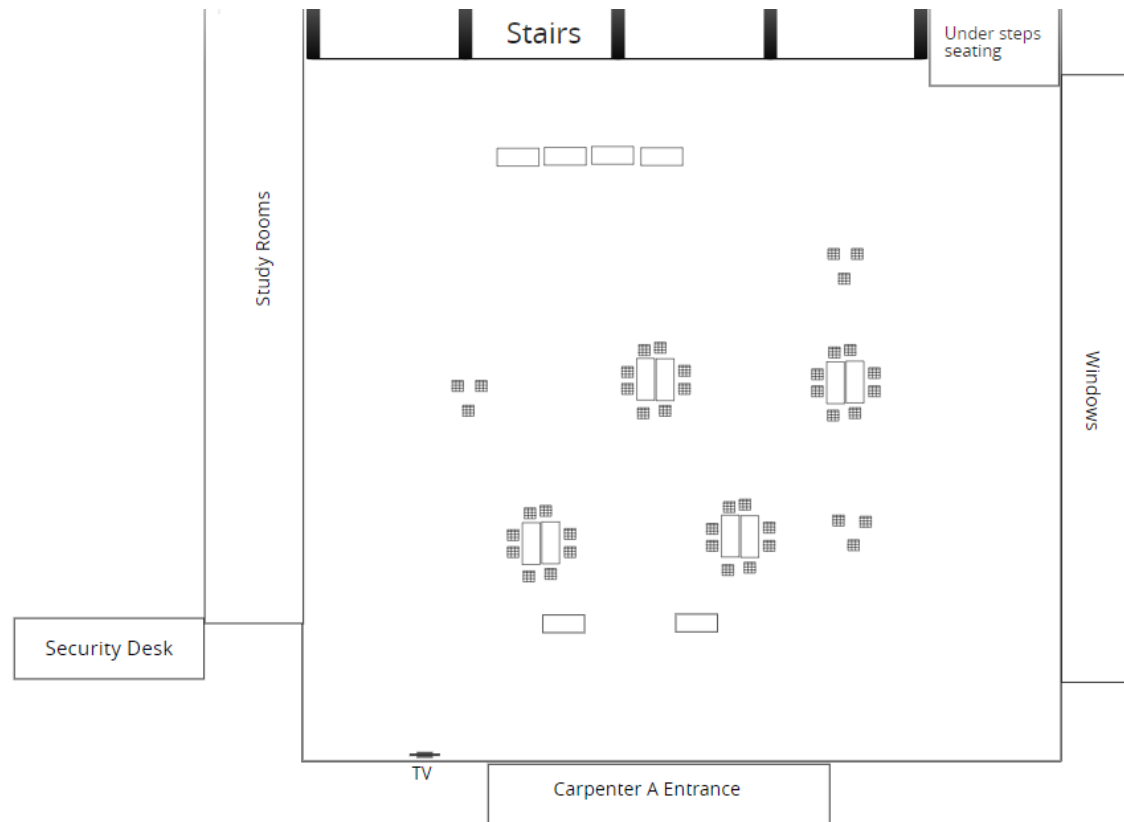 Stairs
Under steps
seating
Study Rooms
Windows
Security Desk
TV
Carpenter A Entrance